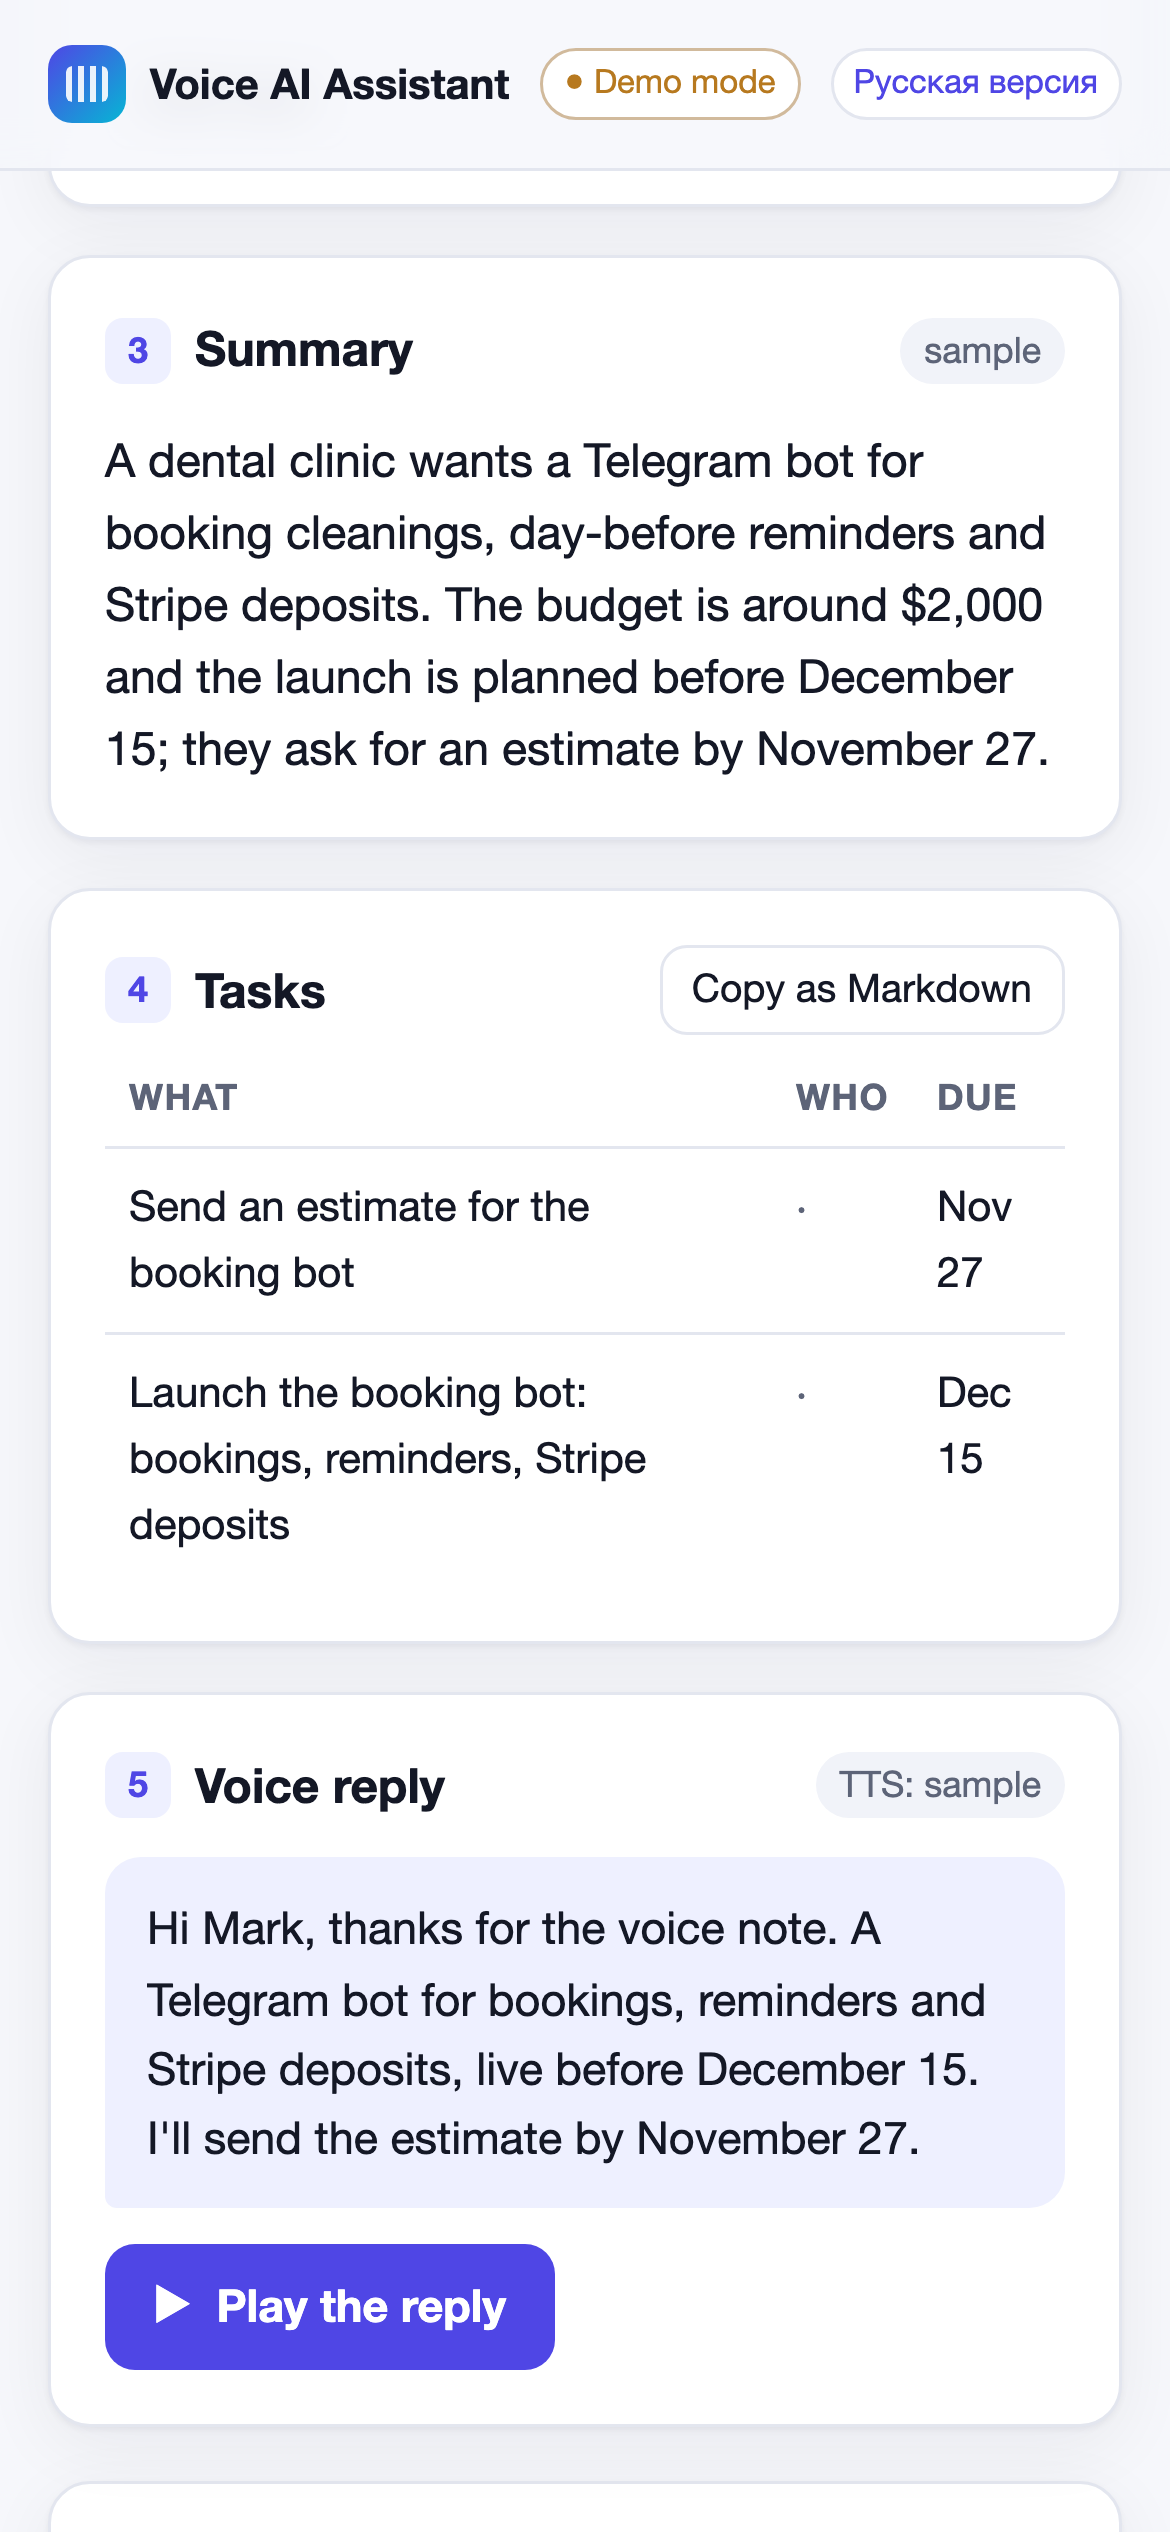 Voice AI Assistant
● Demo mode
Русская версия
3
Summary
sample
A dental clinic wants a Telegram bot for
booking cleanings, day-before reminders and
Stripe deposits. The budget is around $2,000
and the launch is planned before December
15; they ask for an estimate by November 27.
4
Tasks
Copy as Markdown
WHAT WHO DUE
Send an estimate for the · Nov
booking bot 27
Launch the booking bot: · Dec
bookings, reminders, Stripe 15
deposits
5
Voice reply
TTS: sample
Hi Mark, thanks for the voice note. A
Telegram bot for bookings, reminders and
Stripe deposits, live before December 15.
I'll send the estimate by November 27.
▶ Play the reply